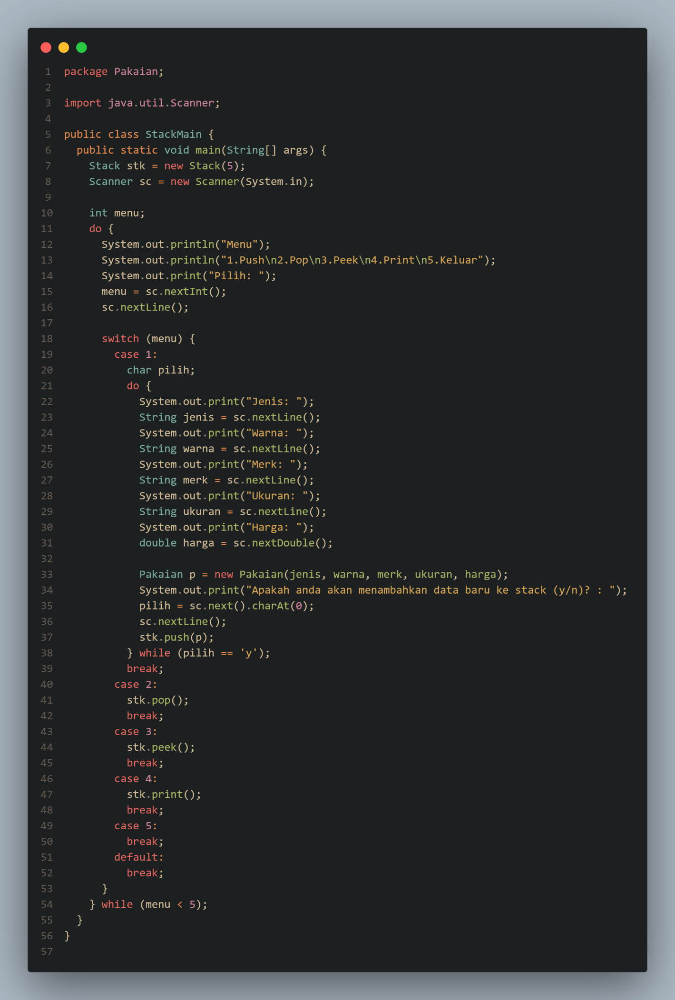 1 package Pakaian;
2
3 import java.util.Scanner;
4
5 public class StackMain {
6   public static void main(String[] args) {
7     Stack stk = new Stack(5);
8     Scanner sc = new Scanner(System.in);
9
10     int menu;
11     do {
12       System.out.println("Menu");
13       System.out.println("1.Push\n2.Pop\n3.Peek\n4.Print\n5.Keluar");
14       System.out.print("Pilih: ");
15       menu = sc.nextInt();
16       sc.nextLine();
17
18       switch (menu) {
19         case 1:
20           char pilih;
21           do {
22             System.out.print("Jenis: ");
23             String jenis = sc.nextLine();
24             System.out.print("Warna: ");
25             String warna = sc.nextLine();
26             System.out.print("Merk: ");
27             String merk = sc.nextLine();
28             System.out.print("Ukuran: ");
29             String ukuran = sc.nextLine();
30             System.out.print("Harga: ");
31             double harga = sc.nextDouble();
32
33             Pakaian p = new Pakaian(jenis, warna, merk, ukuran, harga);
34             System.out.print("Apakah anda akan menambahkan data baru ke stack (y/n)? : ");
35             pilih = sc.next().charAt(0);
36             sc.nextLine();
37             stk.push(p);
38           } while (pilih == 'y');
39           break;
40         case 2:
41           stk.pop();
42           break;
43         case 3:
44           stk.peek();
45           break;
46         case 4:
47           stk.print();
48           break;
49         case 5:
50           break;
51         default:
52           break;
53       }
54     } while (menu < 5);
55   }
56 }
57